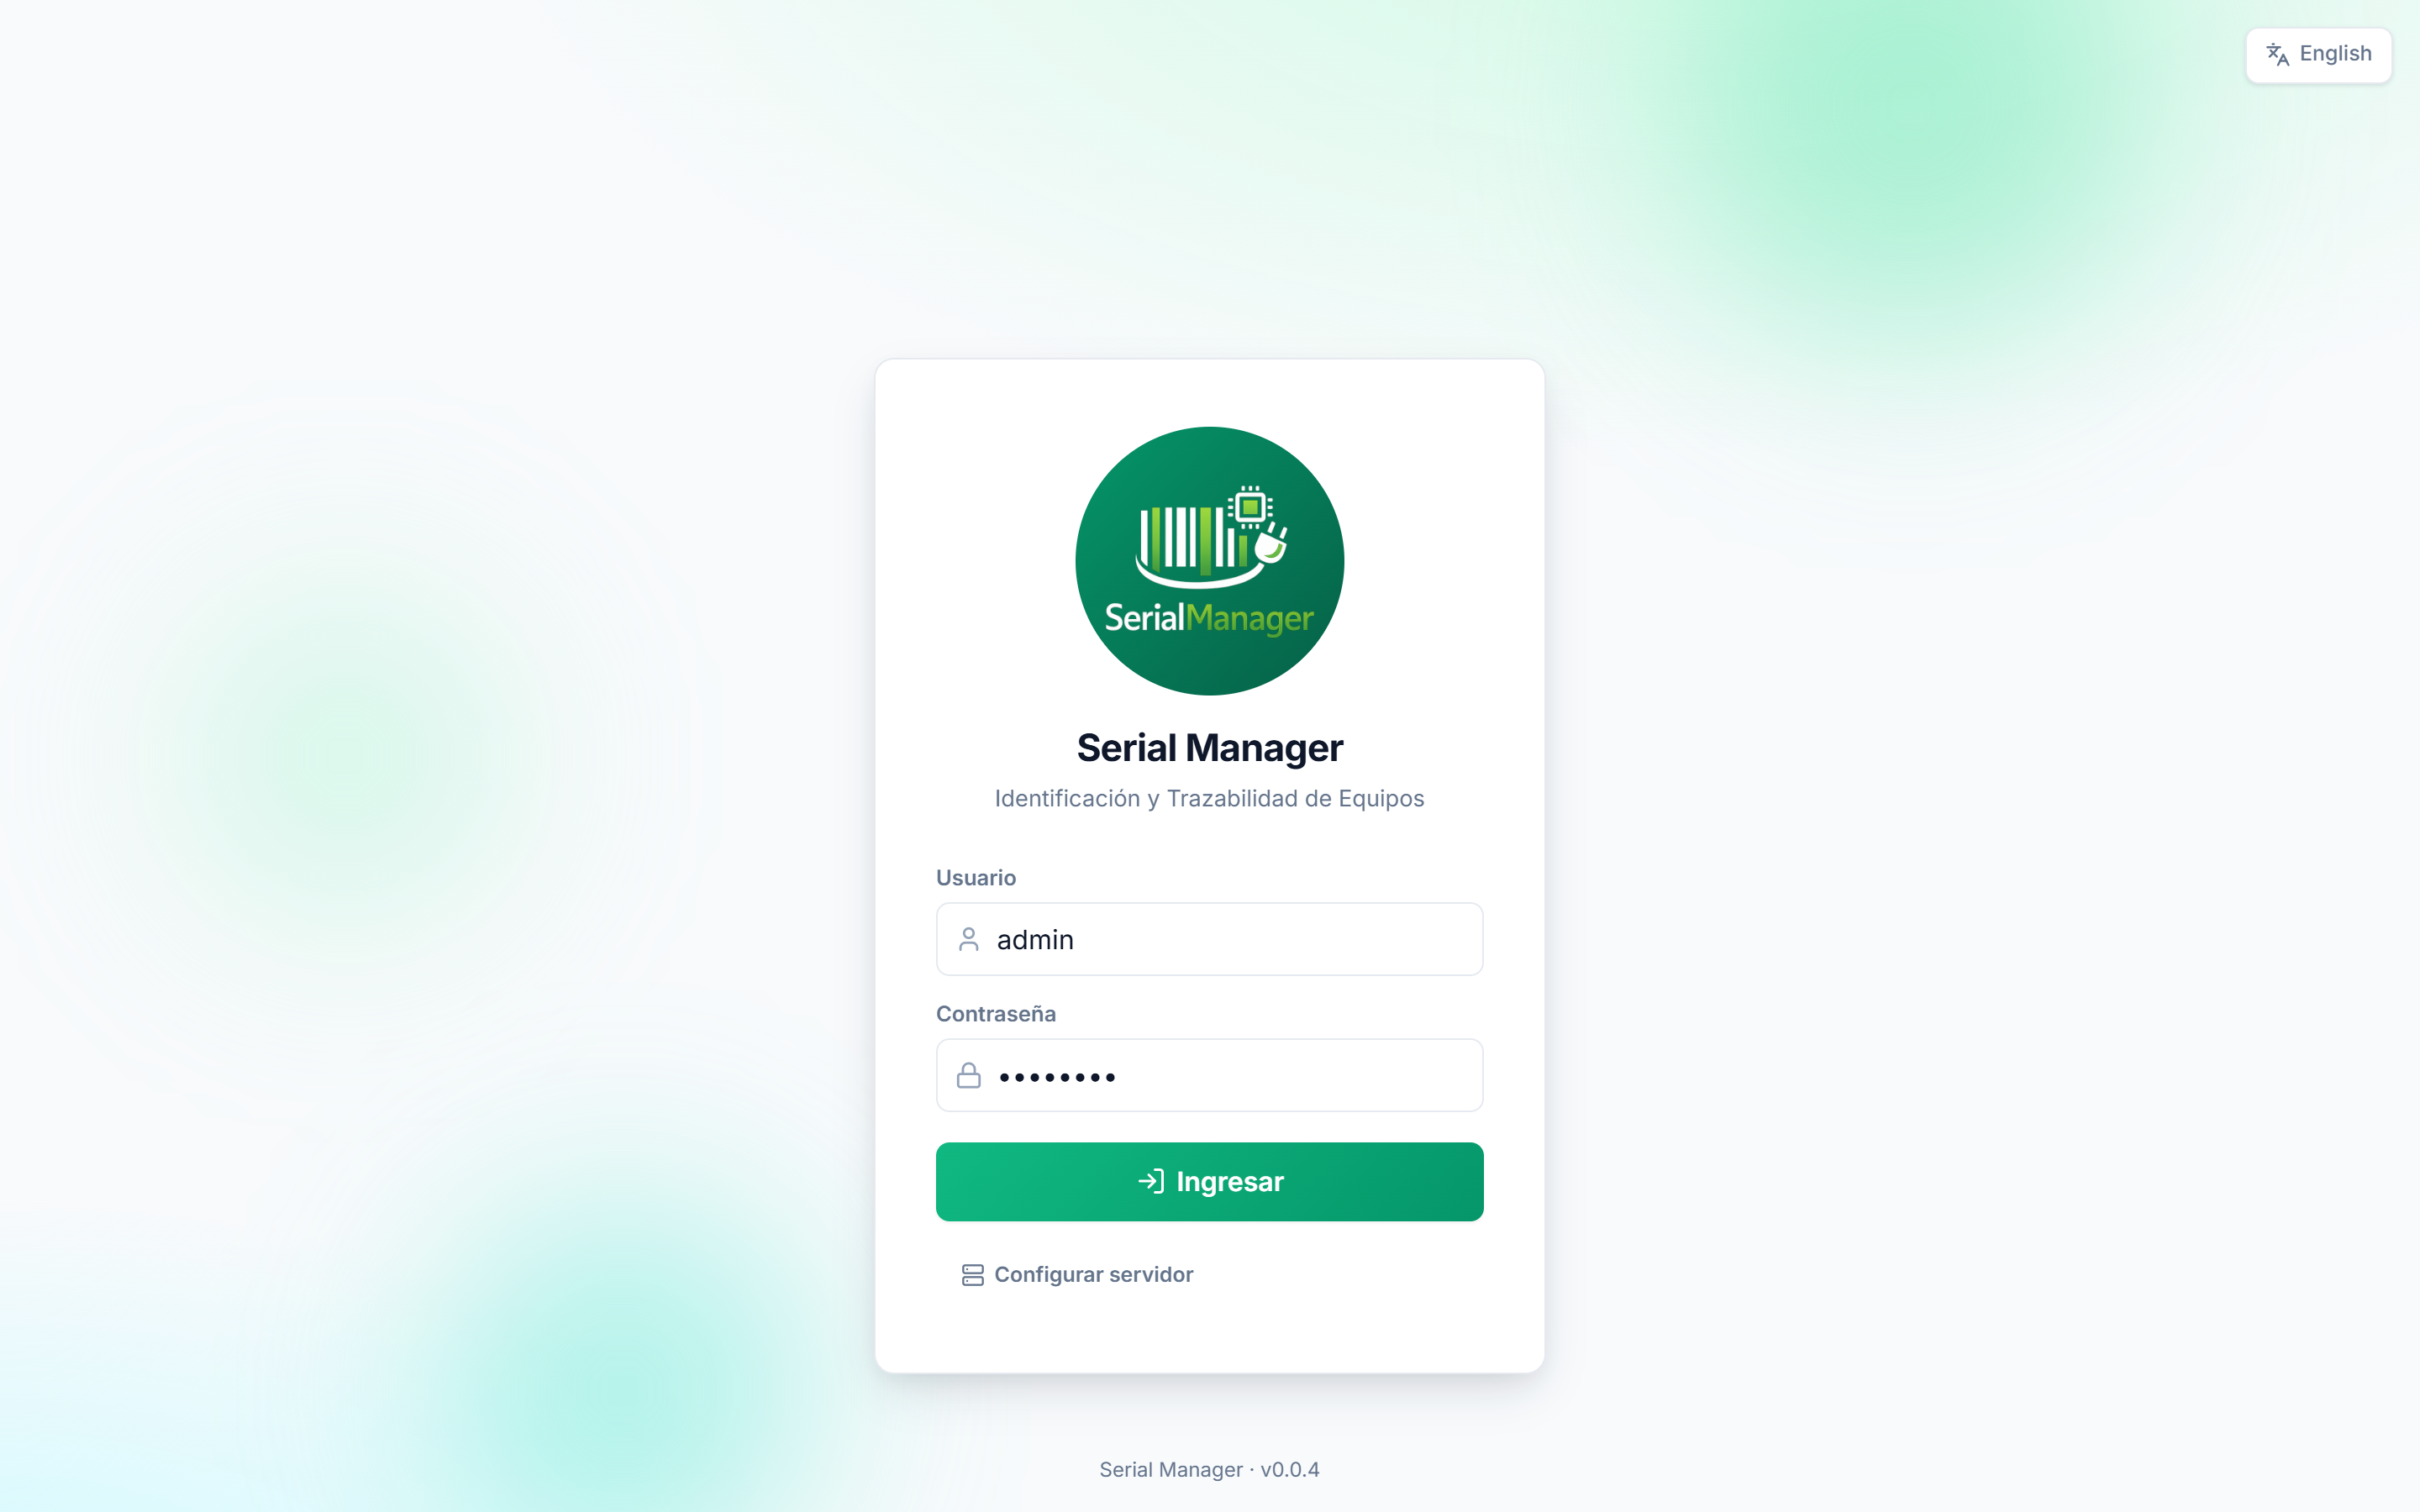 English
SerialManager
Serial Manager
Identificación y Trazabilidad de Equipos
Usuario
admin
Contraseña
••••••••
Ingresar
Configurar servidor
Serial Manager · v0.0.4